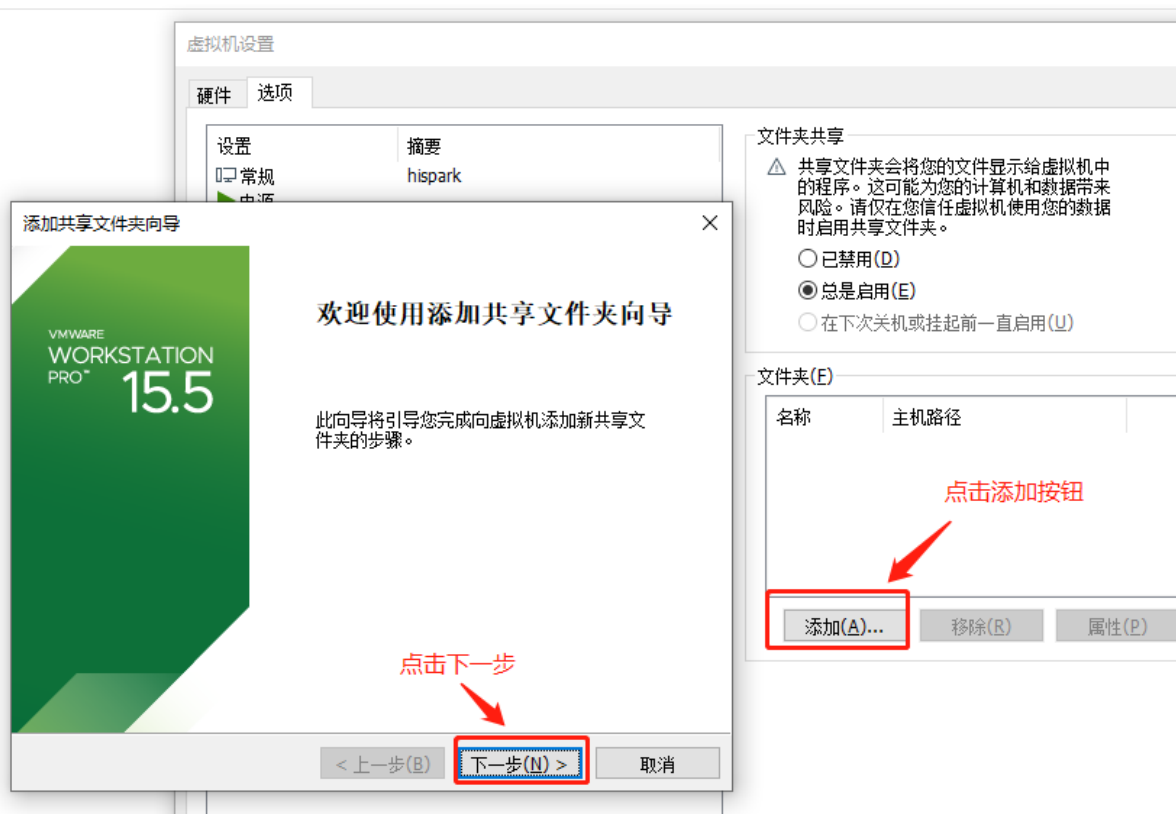 虚拟机设置
硬件
选项
设置
摘要
常规
hispark
电源
文件夹共享
共享文件夹会将您的文件显示给虚拟机中
的程序。这可能为您的计算机和数据带来
风险。请仅在您信任虚拟机使用您的数据
时启用共享文件夹。
已禁用(D)
总是启用(E)
在下次关机或挂起前一直启用(U)
文件夹(F)
名称
主机路径
点击添加按钮
添加(A)...
移除(R)
属性(P)
添加共享文件夹向导
VMWARE
WORKSTATION
PRO™ 15.5
欢迎使用添加共享文件夹向导
此向导将引导您完成向虚拟机添加新共享文
件夹的步骤。
点击下一步
< 上一步(B)
下一步(N) >
取消